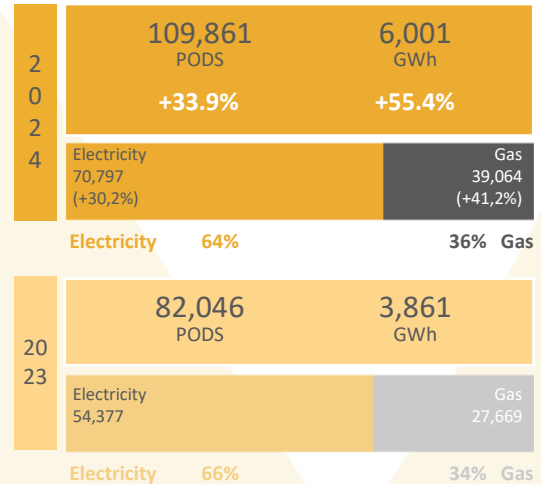 2
0
2
4
109,861 6,001
PODS GWh
+33.9% +55.4%
Electricity Gas
70,797 39,064
(+30,2%) (+41,2%)
Electricity 64% 36% Gas
20
23
82,046 3,861
PODS GWh
Electricity Gas
54,377 27,669
Electricity 66% 34% Gas